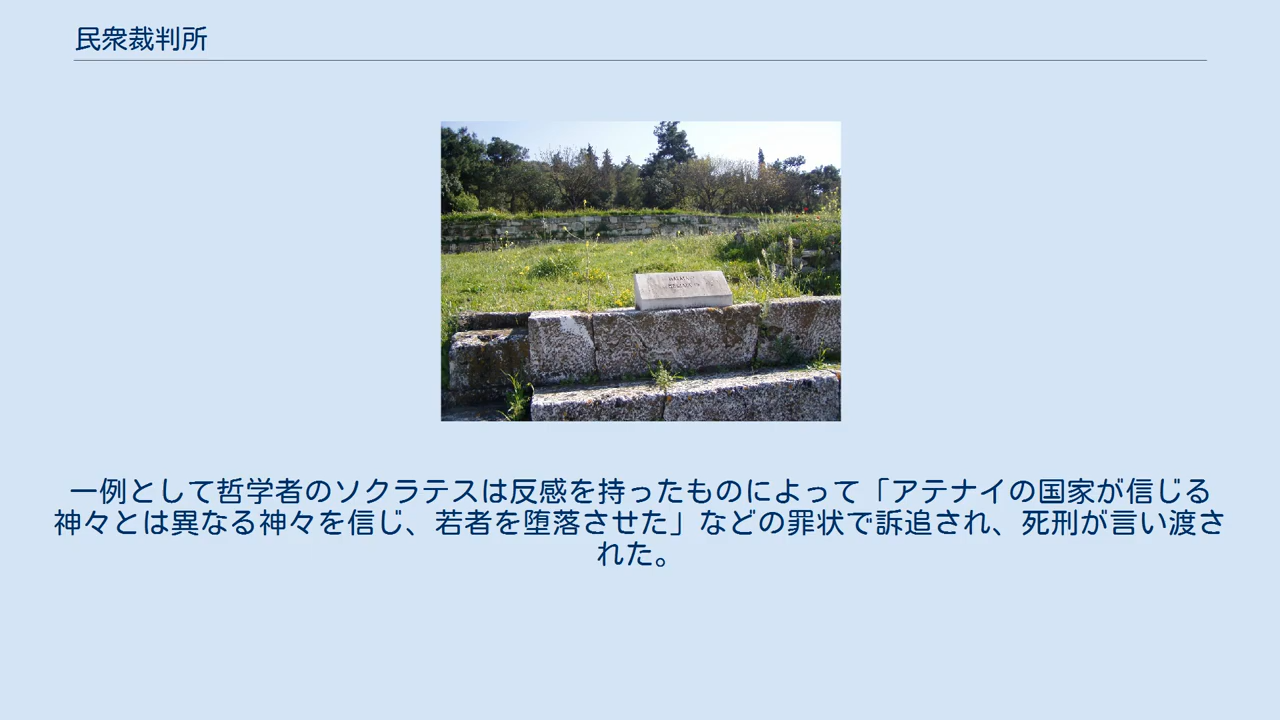 民衆裁判所
一例として哲学者のソクラテスは反感を持ったものによって「アテナイの国家が信じる
神々とは異なる神々を信じ、若者を堕落させた」などの罪状で訴追され、死刑が言い渡さ
れた。